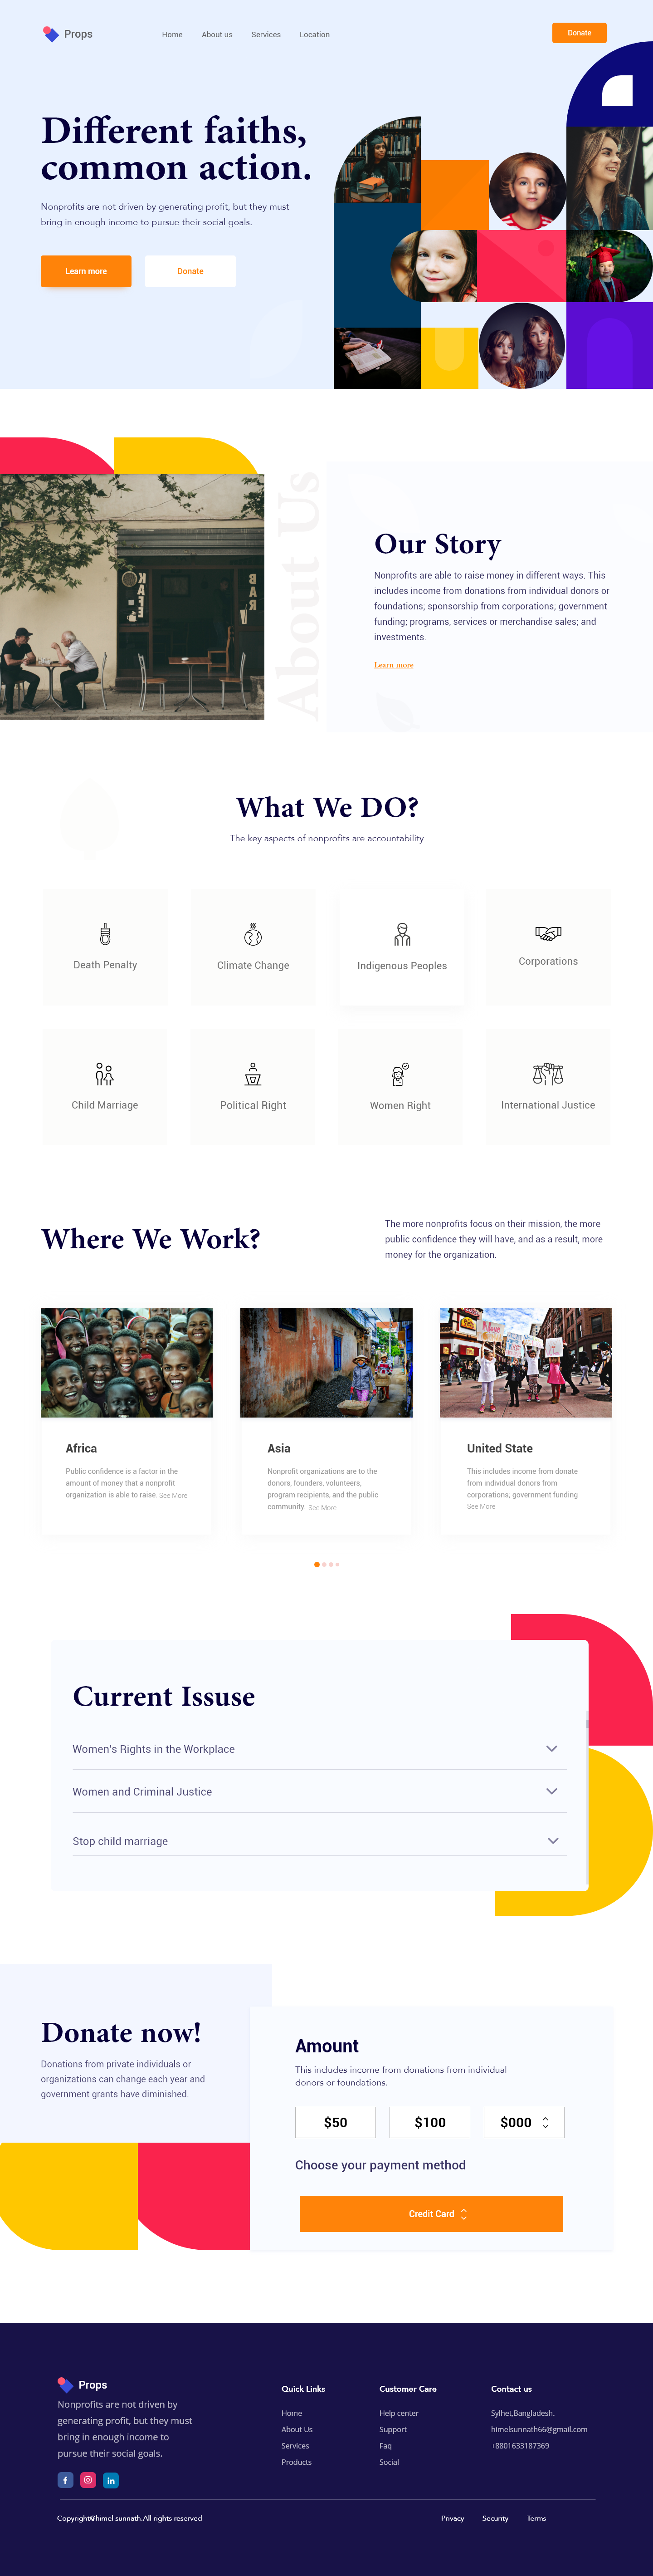 Props
Home About us Services Location
Donate
Different faiths,
common action.
Nonprofits are not driven by generating profit, but they must
bring in enough income to pursue their social goals.
Learn more
Donate
KAFLE
BAR
About Us
Our Story
Nonprofits are able to raise money in different ways. This
includes income from donations from individual donors or
foundations; sponsorship from corporations; government
funding; programs, services or merchandise sales; and
investments.
Learn more
What We DO?
The key aspects of nonprofits are accountability
Death Penalty
Climate Change
Indigenous Peoples
Corporations
Child Marriage
Political Right
Women Right
International Justice
Where We Work?
The more nonprofits focus on their mission, the more
public confidence they will have, and as a result, more
money for the organization.
Africa
Public confidence is a factor in the
amount of money that a nonprofit
organization is able to raise. See More
Asia
Nonprofit organizations are to the
donors, founders, volunteers,
program recipients, and the public
community. See More
United State
This includes income from donate
from individual donors from
corporations; government funding
See More
Current Issuse
Women's Rights in the Workplace
Women and Criminal Justice
Stop child marriage
Donate now!
Donations from private individuals or
organizations can change each year and
government grants have diminished.
Amount
This includes income from donations from individual
donors or foundations.
$50
$100
$000
Choose your payment method
Credit Card
Props
Nonprofits are not driven by
generating profit, but they must
bring in enough income to
pursue their social goals.
f
in
Quick Links
Home
About Us
Services
Products
Customer Care
Help center
Support
Faq
Social
Contact us
Sylhet,Bangladesh.
himelsunnath66@gmail.com
+8801633187369
Copyright@himel sunnath.All rights reserved
Privacy Security Terms